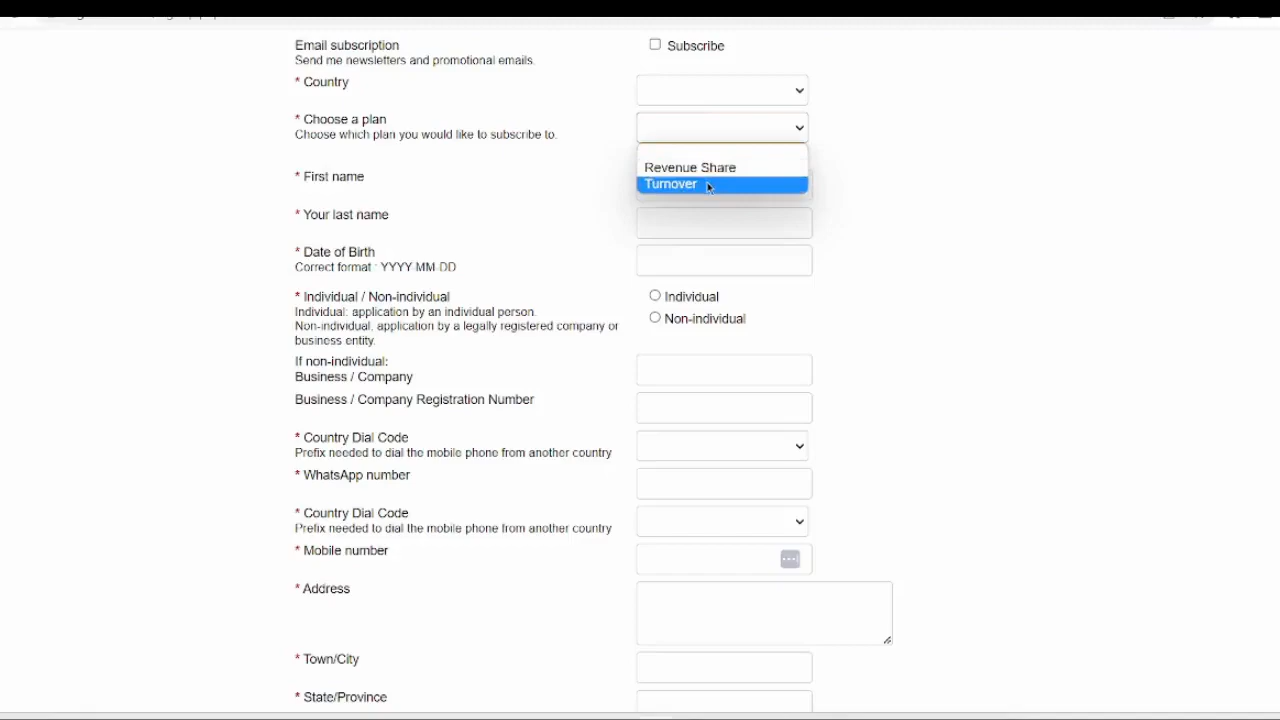 Email subscription
Subscribe
Send me newsletters and promotional emails.
* Country
* Choose a plan
Choose which plan you would like to subscribe to.
Revenue Share
Turnover
* First name
* Your last name
* Date of Birth
Correct format : YYYY-MM-DD
* Individual / Non-individual
Individual
Individual: application by an individual person.
Non-individual
Non-individual: application by a legally registered company or
business entity.
If non-individual:
Business / Company
Business / Company Registration Number
* Country Dial Code
Prefix needed to dial the mobile phone from another country
* WhatsApp number
* Country Dial Code
Prefix needed to dial the mobile phone from another country
* Mobile number
* Address
* Town/City
* State/Province